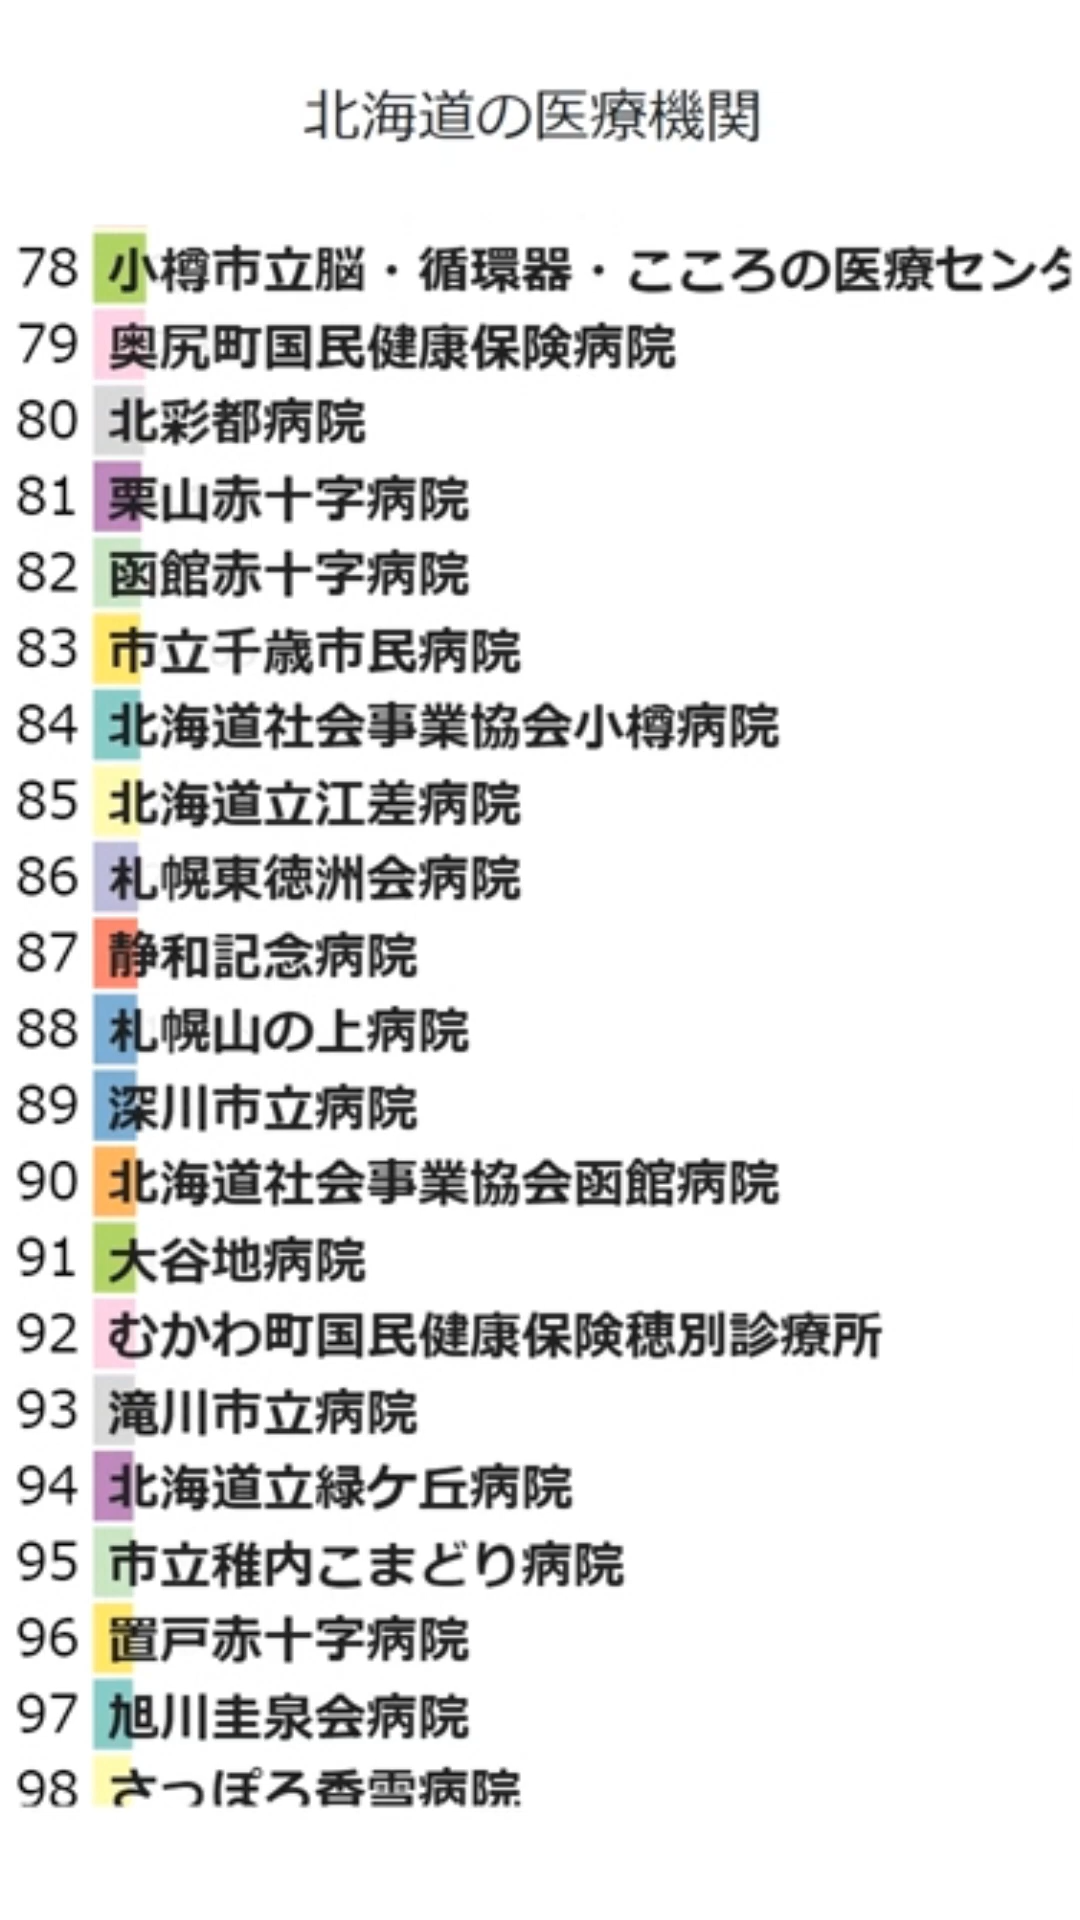 北海道の医療機関
78 小樽市立脳・循環器・こころの医療センタ
79 奥尻町国民健康保険病院
80 北彩都病院
81 栗山赤十字病院
82 函館赤十字病院
83 市立千歳市民病院
84 北海道社会事業協会小樽病院
85 北海道立江差病院
86 札幌東徳洲会病院
87 静和記念病院
88 札幌山の上病院
89 深川市立病院
90 北海道社会事業協会函館病院
91 大谷地病院
92 むかわ町国民健康保険穂別診療所
93 滝川市立病院
94 北海道立緑ケ丘病院
95 市立稚内こまどり病院
96 置戸赤十字病院
97 旭川圭泉会病院
98 さっぽろ香雪病院